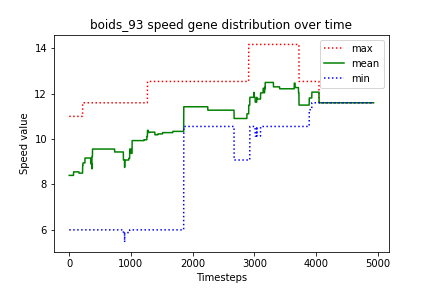 boids_93 speed gene distribution over time
max
mean
min
Speed value
14
12
10
8
6
0
1000
2000
3000
4000
5000
Timesteps